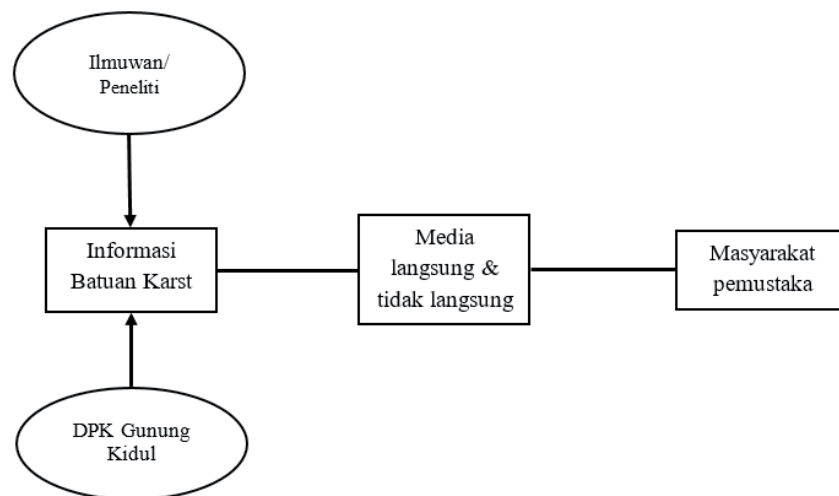 Ilmuwan/
Peneliti
Informasi
Batuan Karst
Media
langsung &
tidak langsung
Masyarakat
pemustaka
DPK Gunung
Kidul